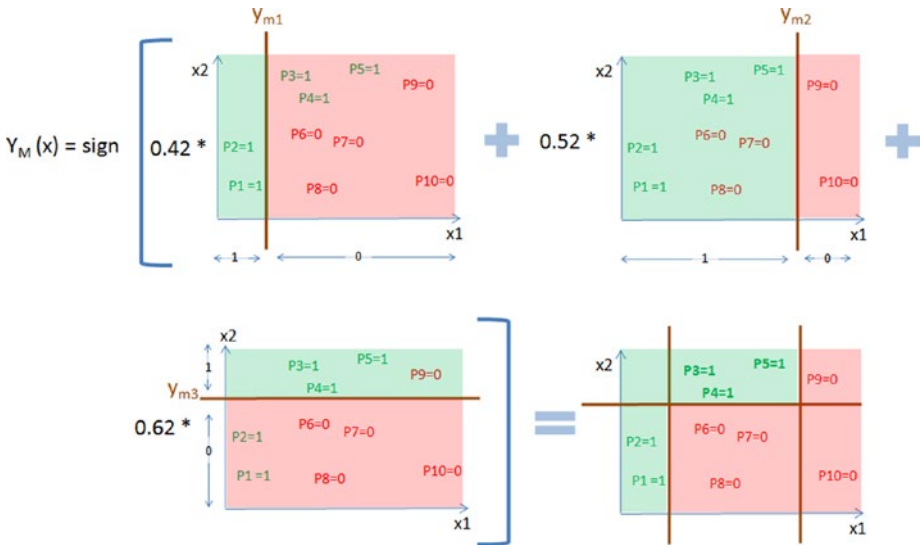 y_m1
y_m2
x2
P3=1
P5=1
P9=0
P4=1
P6=0
P7=0
P2=1
P1 =1
P8=0
P10=0
x1
1
0
Y_M (x) = sign
0.42 *
+
0.52 *
x2
P3=1
P5=1
P9=0
P4=1
P6=0
P7=0
P2=1
P1 =1
P8=0
P10=0
x1
1
0
+
x2
1
P3=1
P5=1
P9=0
P4=1
y_m3
0.62 *
0
P6=0
P7=0
P2=1
P1 =1
P8=0
P10=0
x1
=
x2
P3=1
P5=1
P9=0
P4=1
P6=0
P7=0
P2=1
P1 =1
P8=0
P10=0
x1